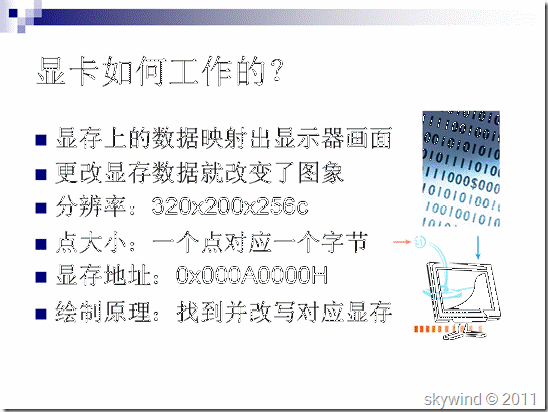 显卡如何工作的?
显存上的数据映射出显示器画面
更改显存数据就改变了图象
分辨率：320x200x256c
点大小：一个点对应一个字节
显存地址：0x000A0000H
绘制原理：找到并改写对应显存
skywind © 2011